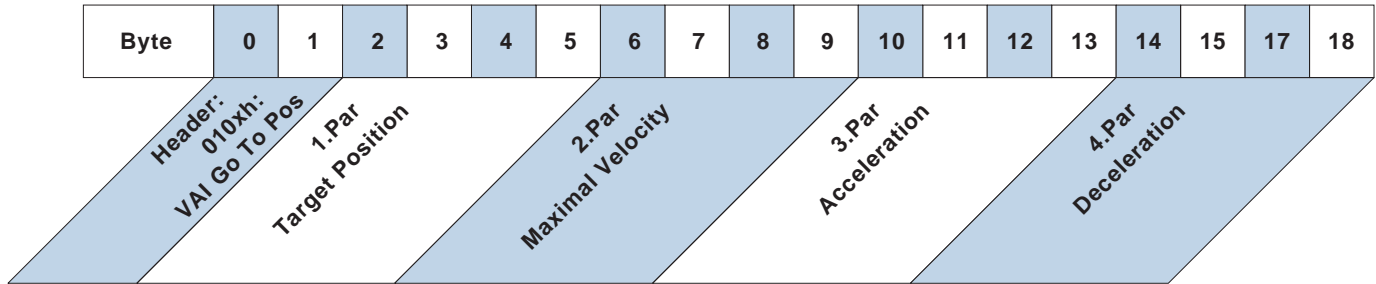 Byte 0 1 2 3 4 5 6 7 8 9 10 11 12 13 14 15 17 18
Header:
010xh:
VAI Go To Pos
1.Par
Target Position
2.Par
Maximal Velocity
3.Par
Acceleration
4.Par
Deceleration